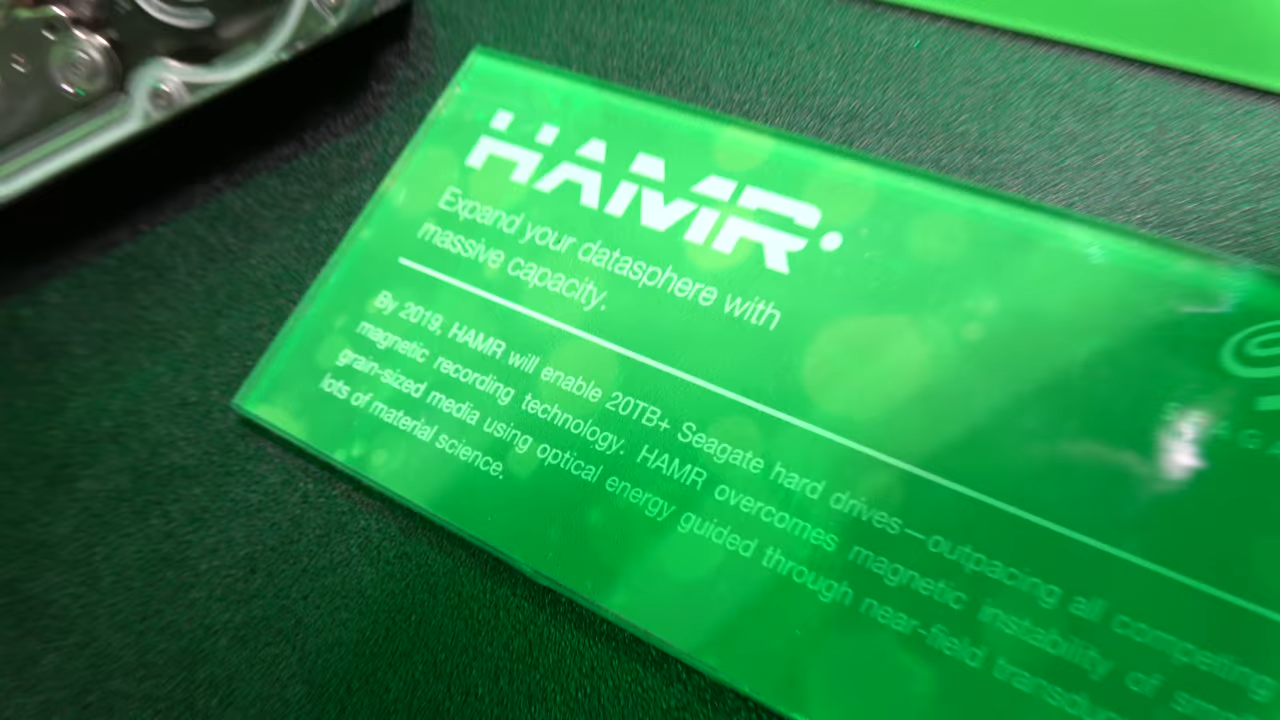 HAMR.
Expand your datasphere with
massive capacity.
By 2019, HAMR will enable 20TB+ Seagate hard drives—outpacing all competing
magnetic recording technology. HAMR overcomes magnetic instability of
grain-sized media using optical energy guided through near-field
lots of material science.